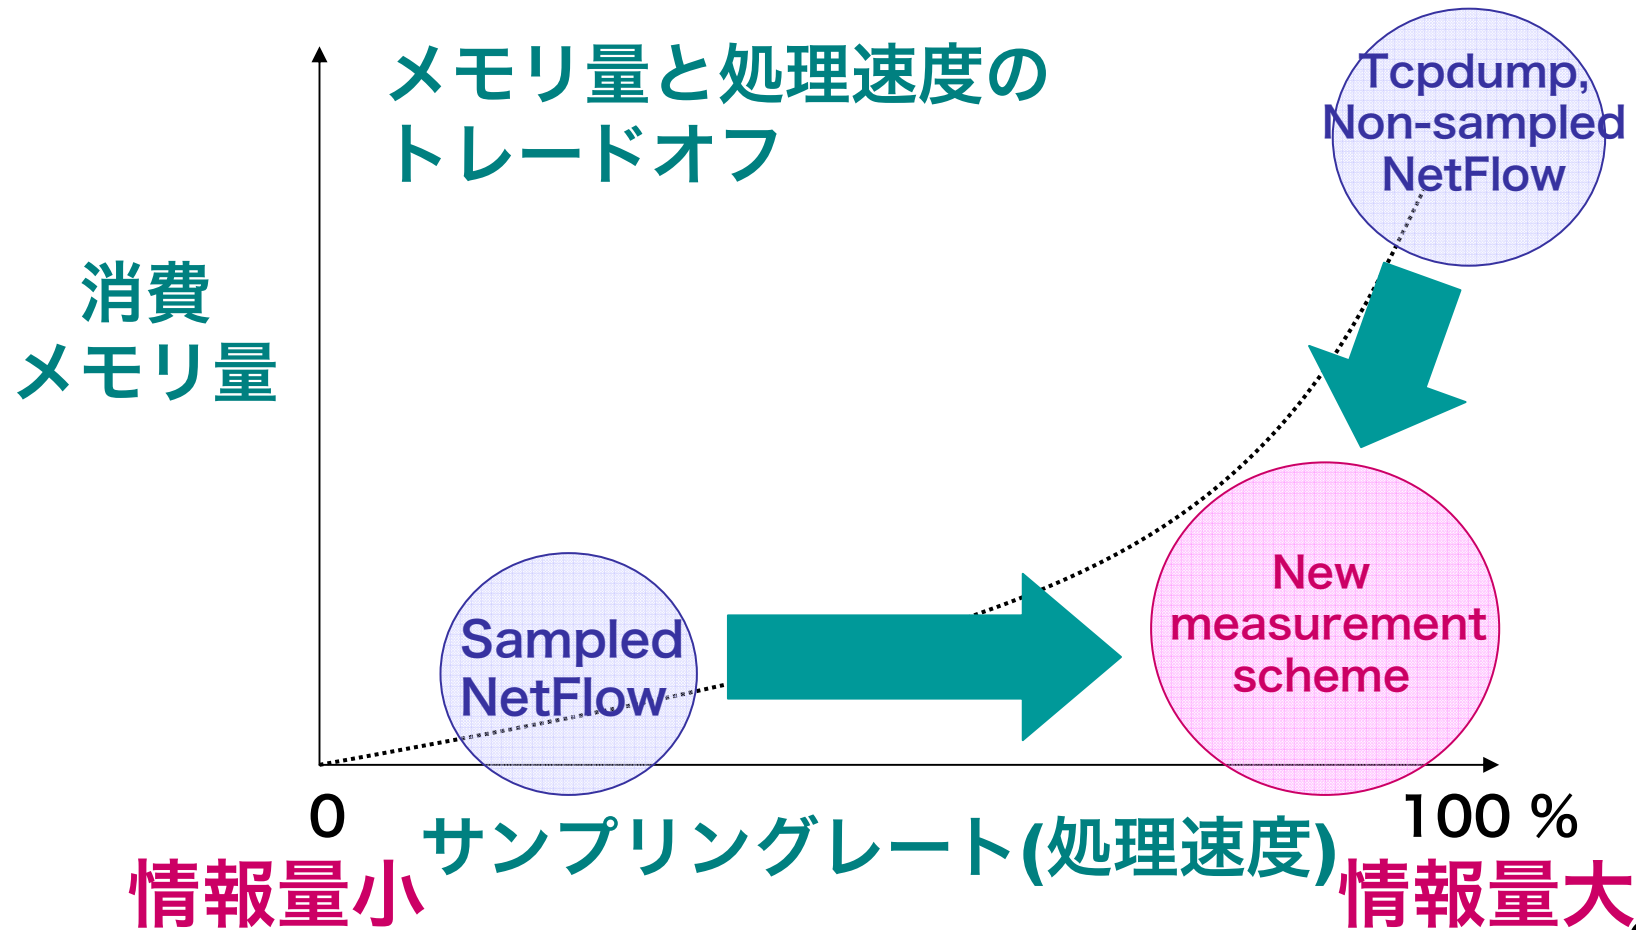 メモリ量と処理速度の
トレードオフ
Tcpdump,
Non-sampled
NetFlow
消費
メモリ量
New
measurement
scheme
Sampled
NetFlow
0
100 %
サンプリングレート(処理速度)
情報量小
情報量大